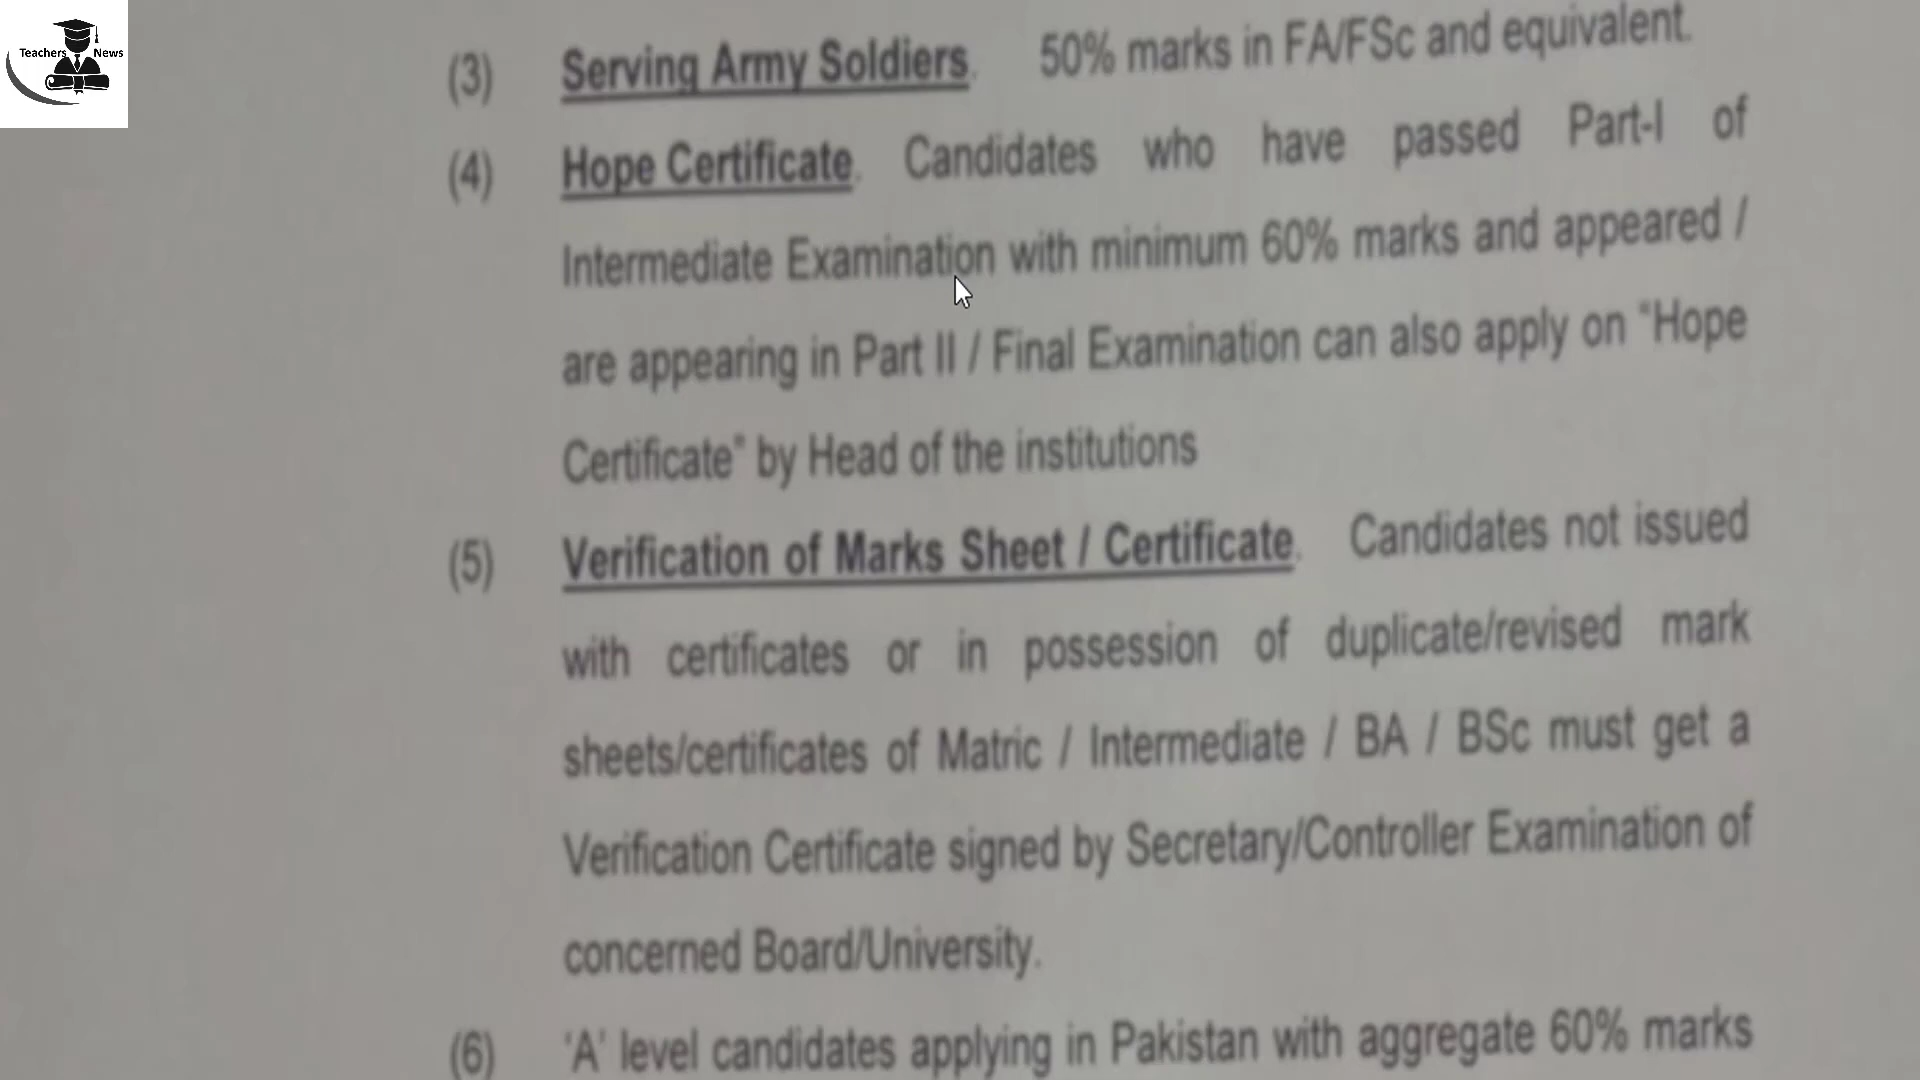 Teachers News
(3) Serving Army Soldiers. 50% marks in FA/FSc and equivalent.
(4) Hope Certificate. Candidates who have passed Part-I of
Intermediate Examination with minimum 60% marks and appeared /
are appearing in Part II / Final Examination can also apply on "Hope
Certificate" by Head of the institutions
(5) Verification of Marks Sheet / Certificate. Candidates not issued
with certificates or in possession of duplicate/revised mark
sheets/certificates of Matric / Intermediate / BA / BSc must get a
Verification Certificate signed by Secretary/Controller Examination of
concerned Board/University.
(6) 'A' level candidates applying in Pakistan with aggregate 60% marks